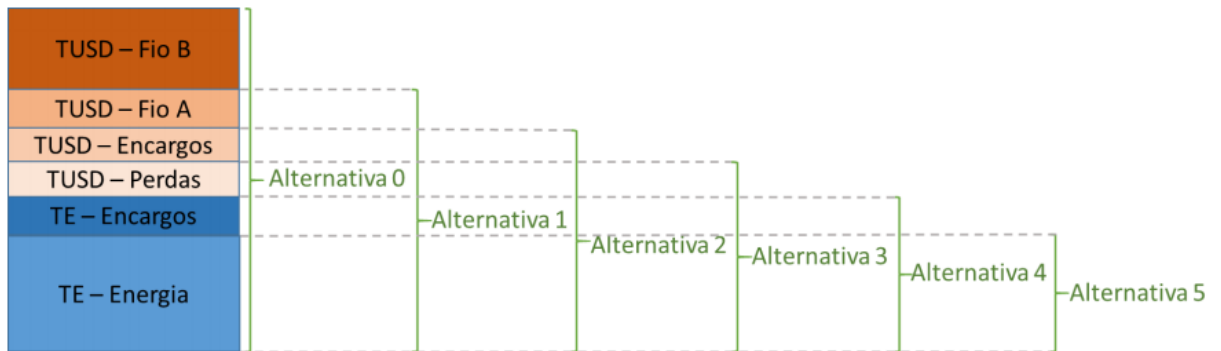 TUSD – Fio B
TUSD – Fio A
TUSD – Encargos
TUSD – Perdas
TE – Encargos
TE – Energia
Alternativa 0
Alternativa 1
Alternativa 2
Alternativa 3
Alternativa 4
Alternativa 5